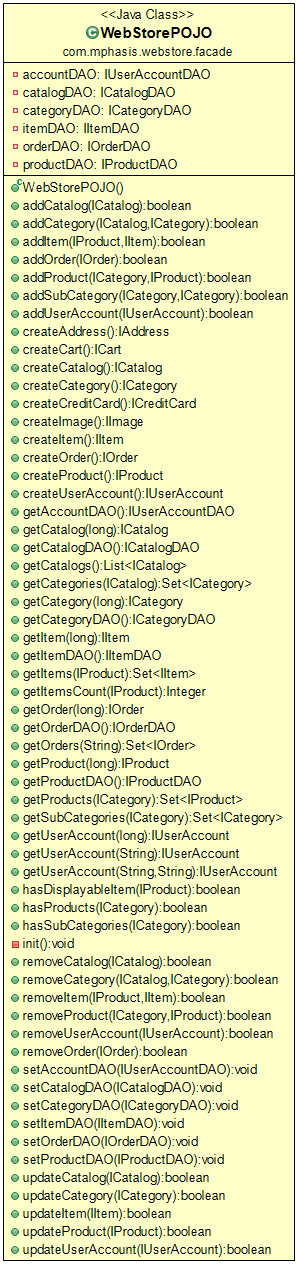 <<Java Class>>
WebStorePOJO
com.mphasis.webstore.facade
accountDAO: IUserAccountDAO
catalogDAO: ICatalogDAO
categoryDAO: ICategoryDAO
itemDAO: IItemDAO
orderDAO: IOrderDAO
productDAO: IProductDAO
WebStorePOJO()
addCatalog(ICatalog):boolean
addCategory(ICatalog,ICategory):boolean
addItem(IProduct,IItem):boolean
addOrder(IOrder):boolean
addProduct(ICategory,IProduct):boolean
addSubCategory(ICategory,ICategory):boolean
addUserAccount(IUserAccount):boolean
createAddress():IAddress
createCart():ICart
createCatalog():ICatalog
createCategory():ICategory
createCreditCard():ICreditCard
createImage():IImage
createItem():IItem
createOrder():IOrder
createProduct():IProduct
createUserAccount():IUserAccount
getAccountDAO():IUserAccountDAO
getCatalog(long):ICatalog
getCatalogDAO():ICatalogDAO
getCatalogs():List<ICatalog>
getCategories(ICatalog):Set<ICategory>
getCategory(long):ICategory
getCategoryDAO():ICategoryDAO
getItem(long):IItem
getItemDAO():IItemDAO
getItems(IProduct):Set<IItem>
getItemsCount(IProduct):Integer
getOrder(long):IOrder
getOrderDAO():IOrderDAO
getOrders(String):Set<IOrder>
getProduct(long):IProduct
getProductDAO():IProductDAO
getProducts(ICategory):Set<IProduct>
getSubCategories(ICategory):Set<ICategory>
getUserAccount(long):IUserAccount
getUserAccount(String):IUserAccount
getUserAccount(String,String):IUserAccount
hasDisplayableItem(IProduct):boolean
hasProducts(ICategory):boolean
hasSubCategories(ICategory):boolean
init():void
removeCatalog(ICatalog):boolean
removeCategory(ICatalog,ICategory):boolean
removeItem(IProduct,IItem):boolean
removeProduct(ICategory,IProduct):boolean
removeUserAccount(IUserAccount):boolean
removeOrder(IOrder):boolean
setAccountDAO(IUserAccountDAO):void
setCatalogDAO(ICatalogDAO):void
setCategoryDAO(ICategoryDAO):void
setItemDAO(IItemDAO):void
setOrderDAO(IOrderDAO):void
setProductDAO(IProductDAO):void
updateCatalog(ICatalog):boolean
updateCategory(ICategory):boolean
updateItem(IItem):boolean
updateProduct(IProduct):boolean
updateUserAccount(IUserAccount):boolean